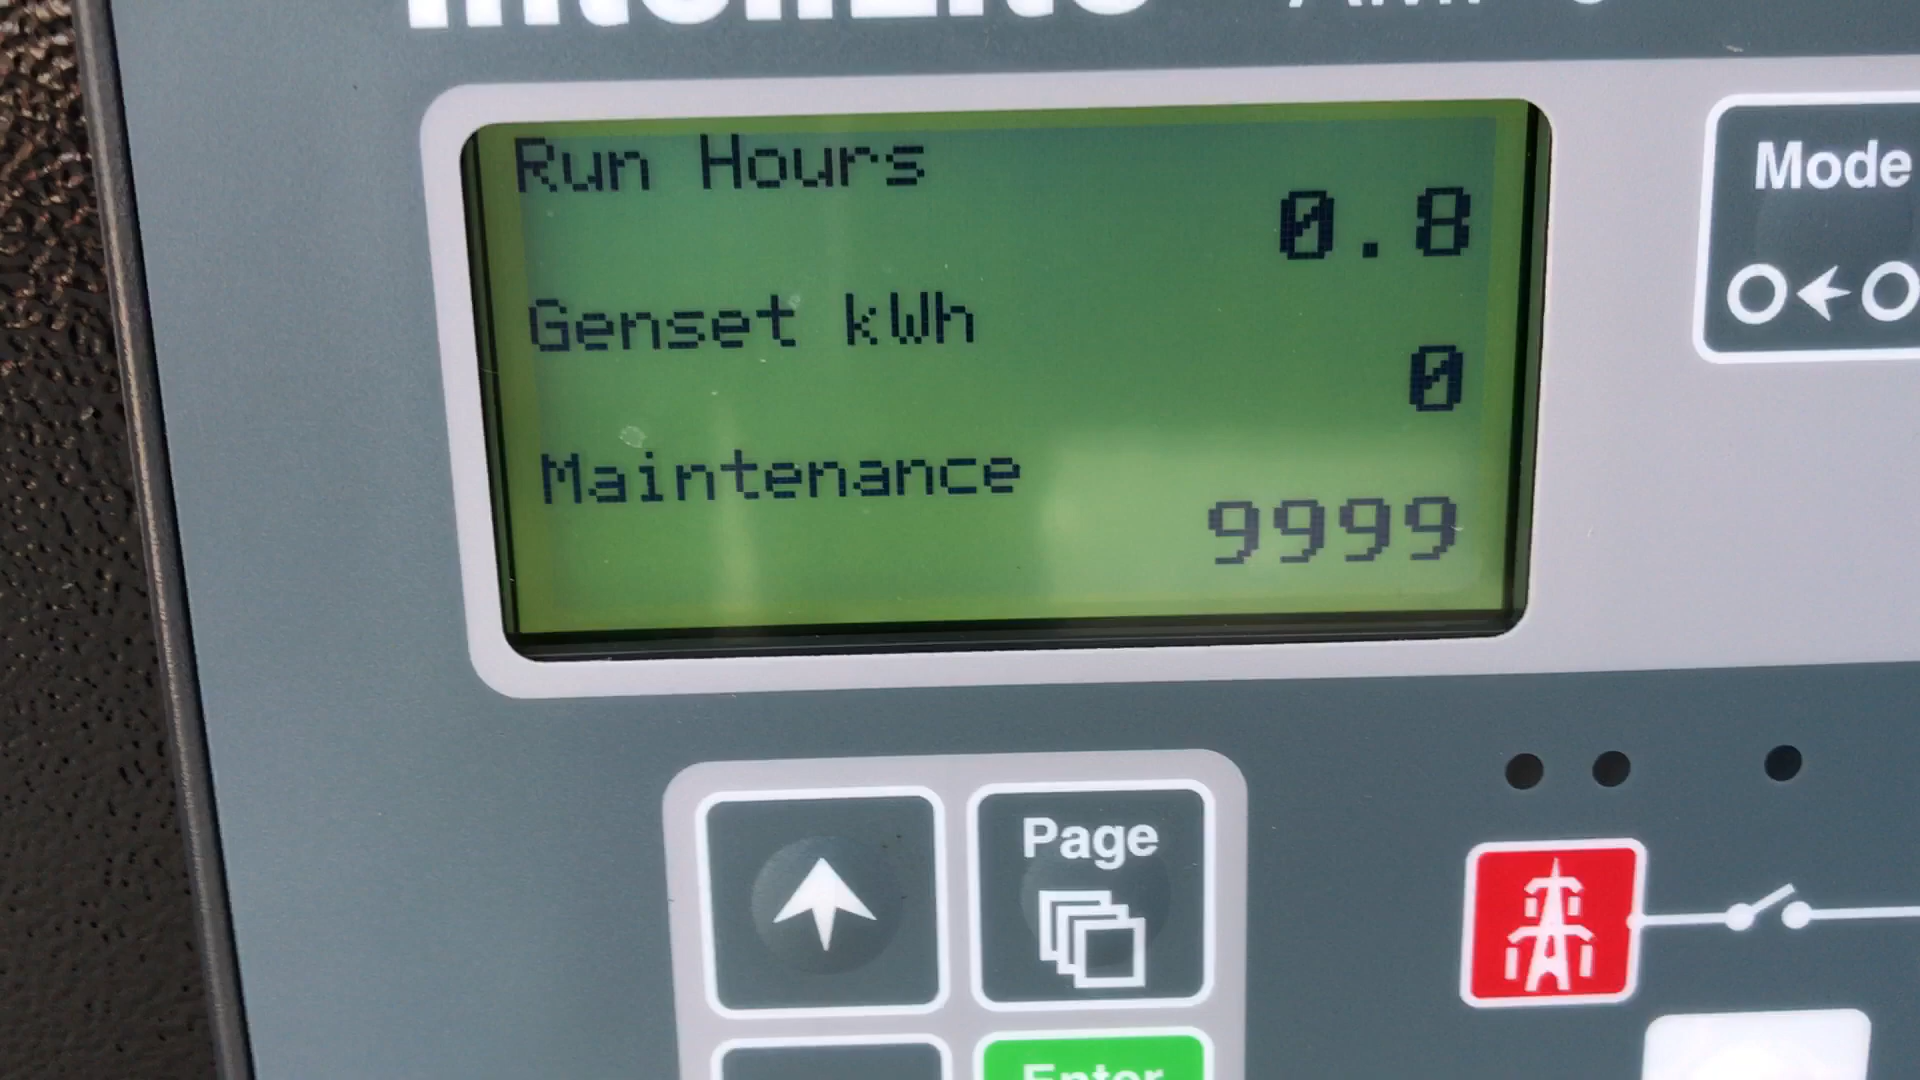 Run Hours
0.8
Genset kWh
0
Maintenance
9999
Mode
Page
Enter